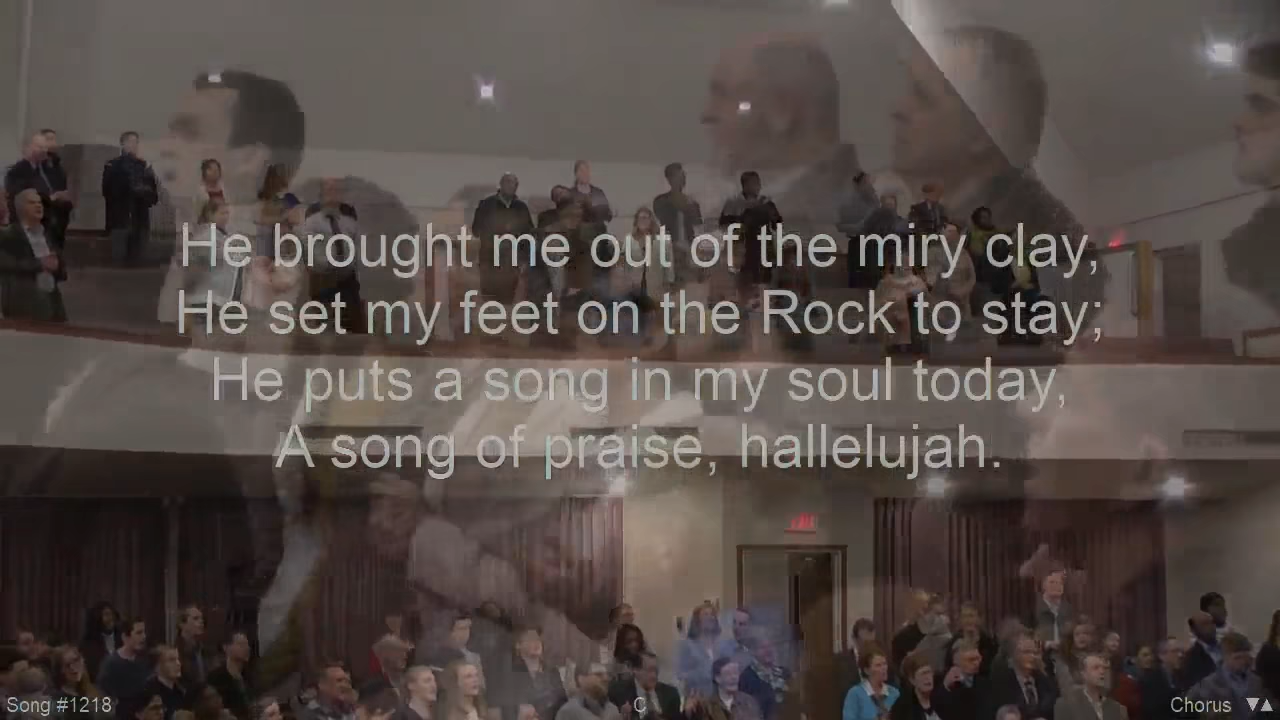 He brought me out of the miry clay,
He set my feet on the Rock to stay;
He puts a song in my soul today,
A song of praise, hallelujah.
Song #1218
C
Chorus ▼▲